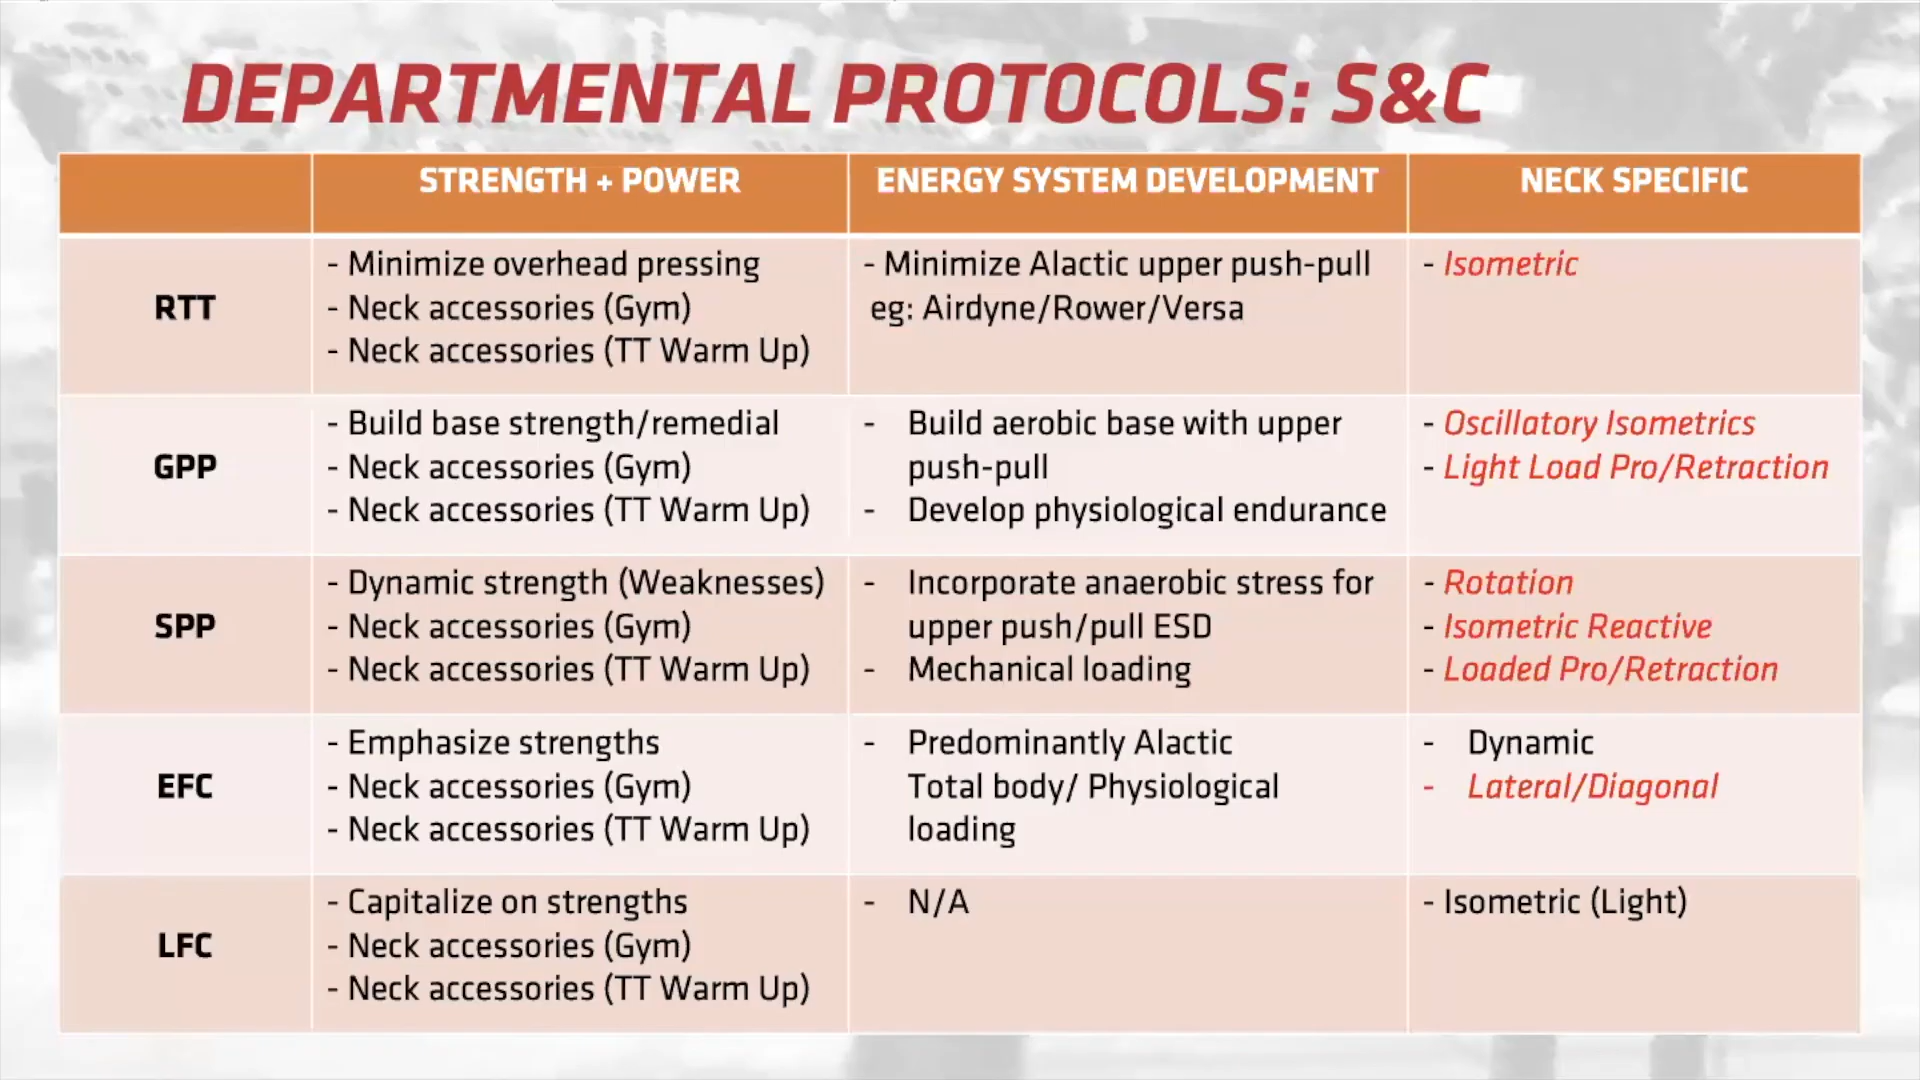 DEPARTMENTAL PROTOCOLS: S&C
STRENGTH + POWER
ENERGY SYSTEM DEVELOPMENT
NECK SPECIFIC
RTT
- Minimize overhead pressing
- Neck accessories (Gym)
- Neck accessories (TT Warm Up)
- Minimize Alactic upper push-pull
eg: Airdyne/Rower/Versa
- Isometric
GPP
- Build base strength/remedial
- Neck accessories (Gym)
- Neck accessories (TT Warm Up)
- Build aerobic base with upper
push-pull
- Develop physiological endurance
- Oscillatory Isometrics
- Light Load Pro/Retraction
SPP
- Dynamic strength (Weaknesses)
- Neck accessories (Gym)
- Neck accessories (TT Warm Up)
- Incorporate anaerobic stress for
upper push/pull ESD
- Mechanical loading
- Rotation
- Isometric Reactive
- Loaded Pro/Retraction
EFC
- Emphasize strengths
- Neck accessories (Gym)
- Neck accessories (TT Warm Up)
- Predominantly Alactic
Total body/ Physiological
loading
- Dynamic
- Lateral/Diagonal
LFC
- Capitalize on strengths
- Neck accessories (Gym)
- Neck accessories (TT Warm Up)
- N/A
- Isometric (Light)